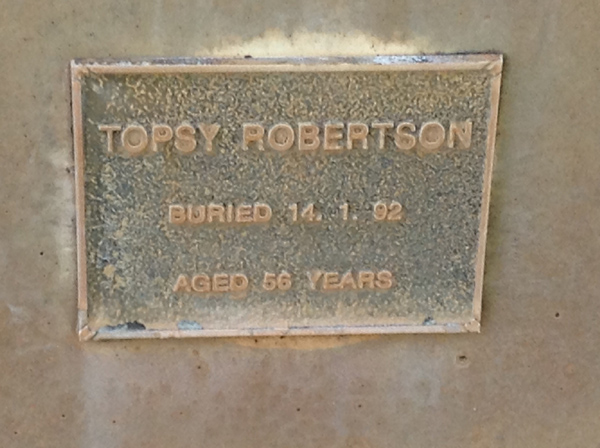 TOPSY ROBERTSON
BURIED 14. 1. 92
AGED 56 YEARS